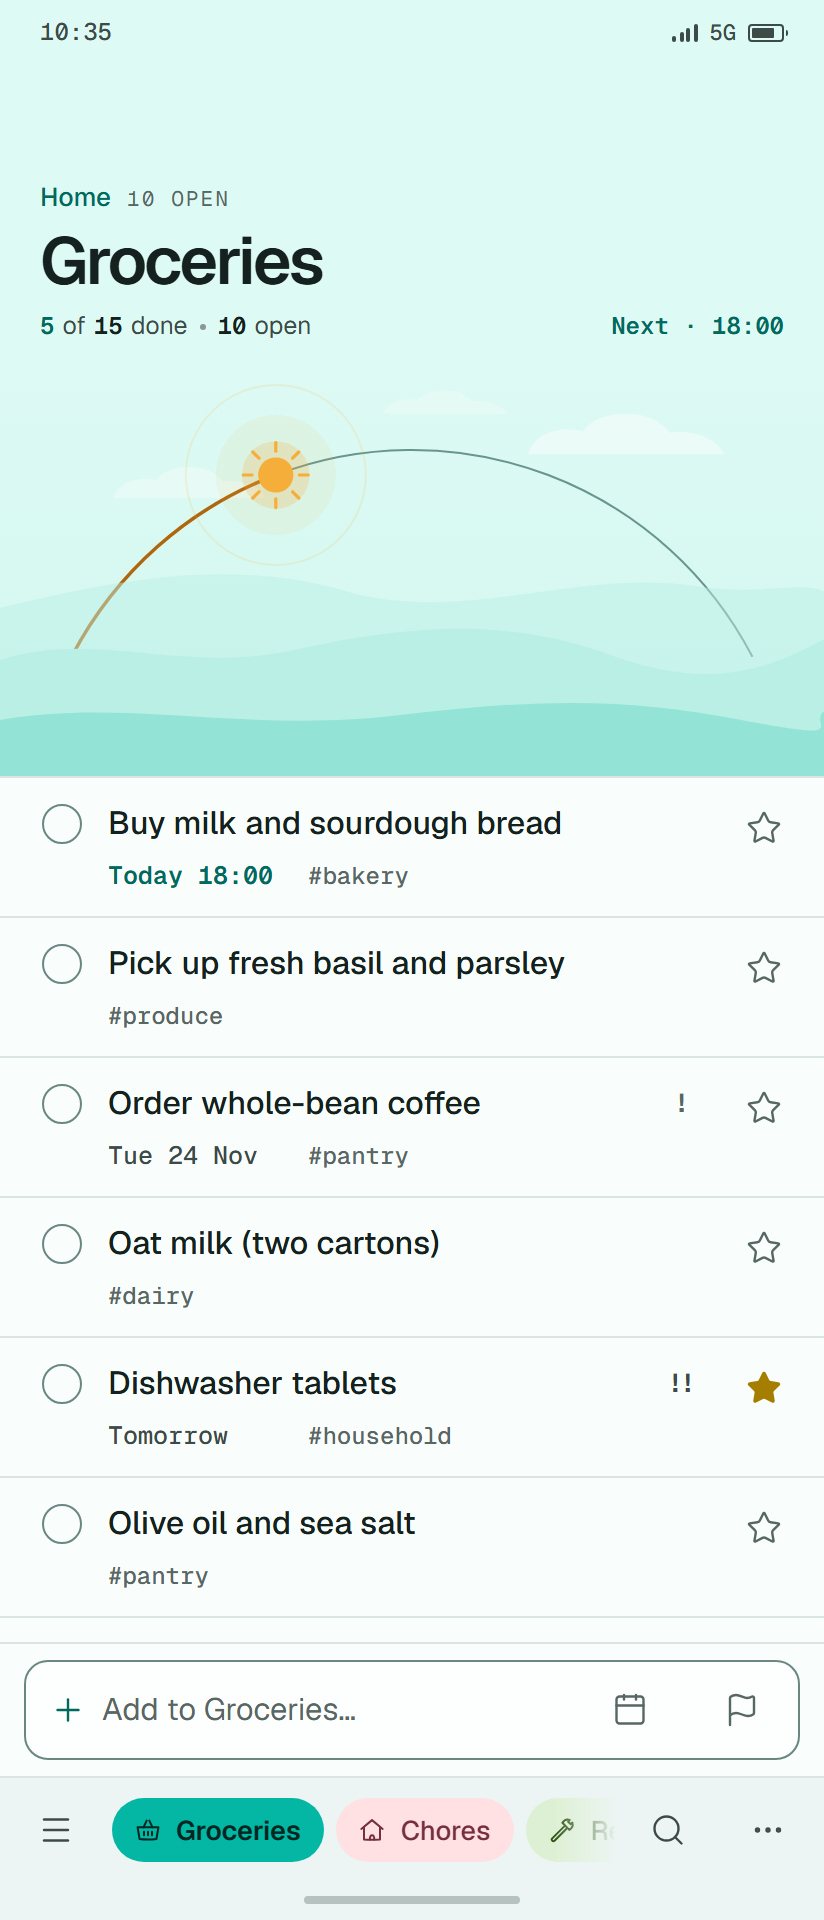 10:35 5G
Home 10 OPEN
Groceries
5 of 15 done • 10 open Next · 18:00
Buy milk and sourdough bread
Today 18:00 #bakery
Pick up fresh basil and parsley
#produce
Order whole-bean coffee !
Tue 24 Nov #pantry
Oat milk (two cartons)
#dairy
Dishwasher tablets !!
Tomorrow #household
Olive oil and sea salt
#pantry
Add to Groceries…
Groceries Chores